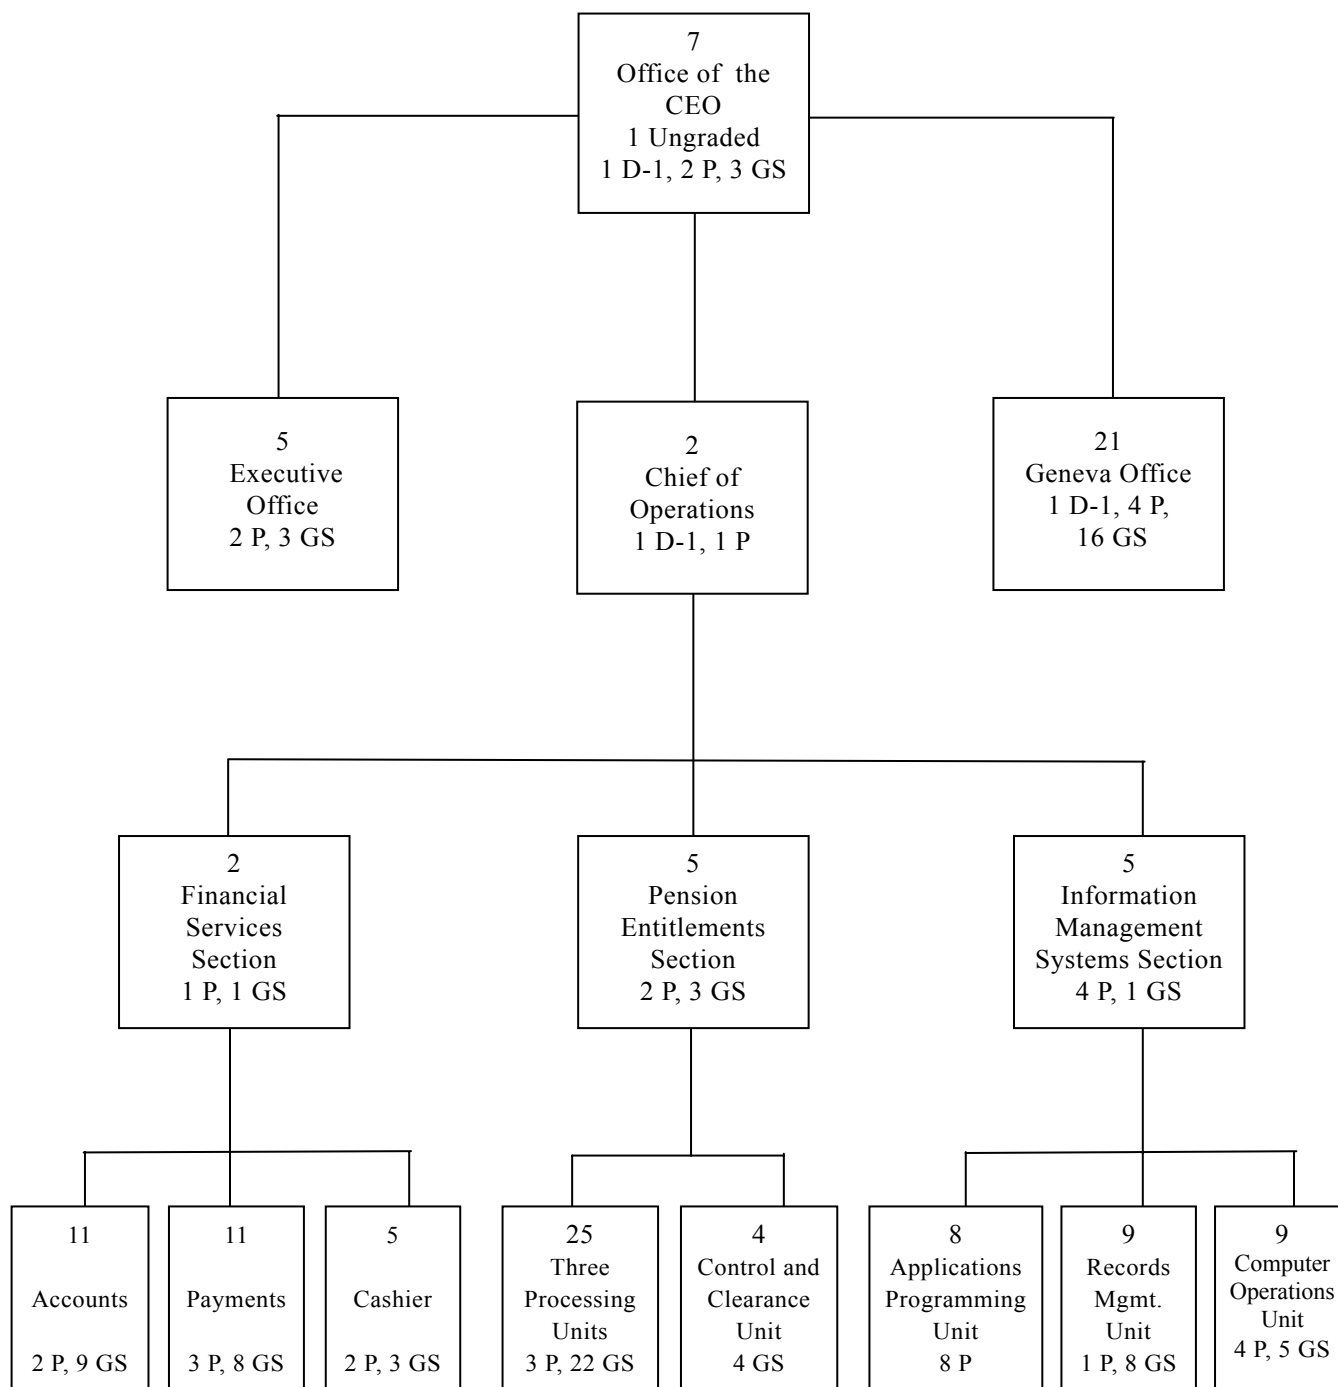 7
Office of the
CEO
1 Ungraded
1 D-1, 2 P, 3 GS
5
Executive
Office
2 P, 3 GS
2
Chief of
Operations
1 D-1, 1 P
21
Geneva Office
1 D-1, 4 P,
16 GS
2
Financial
Services
Section
1 P, 1 GS
5
Pension
Entitlements
Section
2 P, 3 GS
5
Information
Management
Systems Section
4 P, 1 GS
11
Accounts
2 P, 9 GS
11
Payments
3 P, 8 GS
5
Cashier
2 P, 3 GS
25
Three
Processing
Units
3 P, 22 GS
4
Control and
Clearance
Unit
4 GS
8
Applications
Programming
Unit
8 P
9
Records
Mgmt.
Unit
1 P, 8 GS
9
Computer
Operations
Unit
4 P, 5 GS